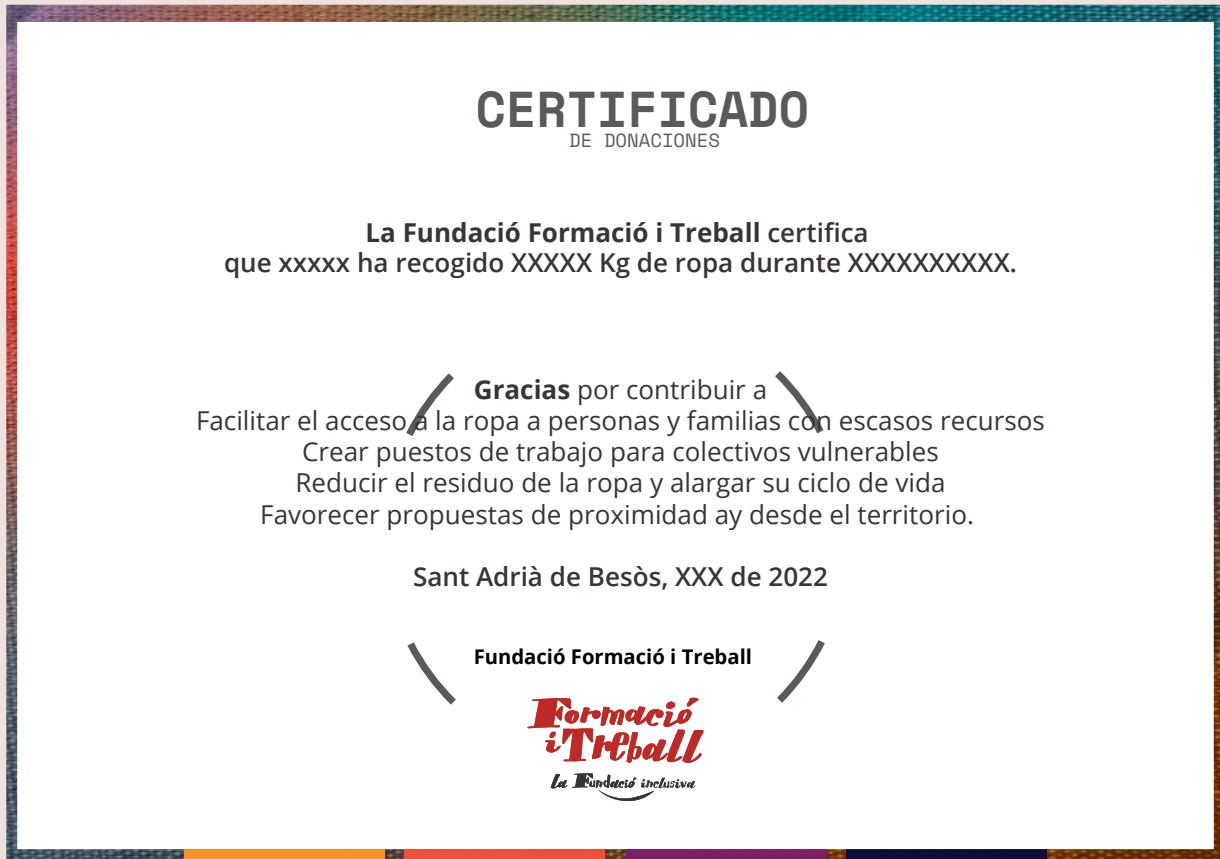 CERTIFICADO
DE DONACIONES
La Fundació Formació i Treball certifica
que xxxxx ha recogido XXXXX Kg de ropa durante XXXXXXXXXX.
Gracias por contribuir a
Facilitar el acceso a la ropa a personas y familias con escasos recursos
Crear puestos de trabajo para colectivos vulnerables
Reducir el residuo de la ropa y alargar su ciclo de vida
Favorecer propuestas de proximidad ay desde el territorio.
Sant Adrià de Besòs, XXX de 2022
Fundació Formació i Treball
Formació
i Treball
la Fundació inclusiva